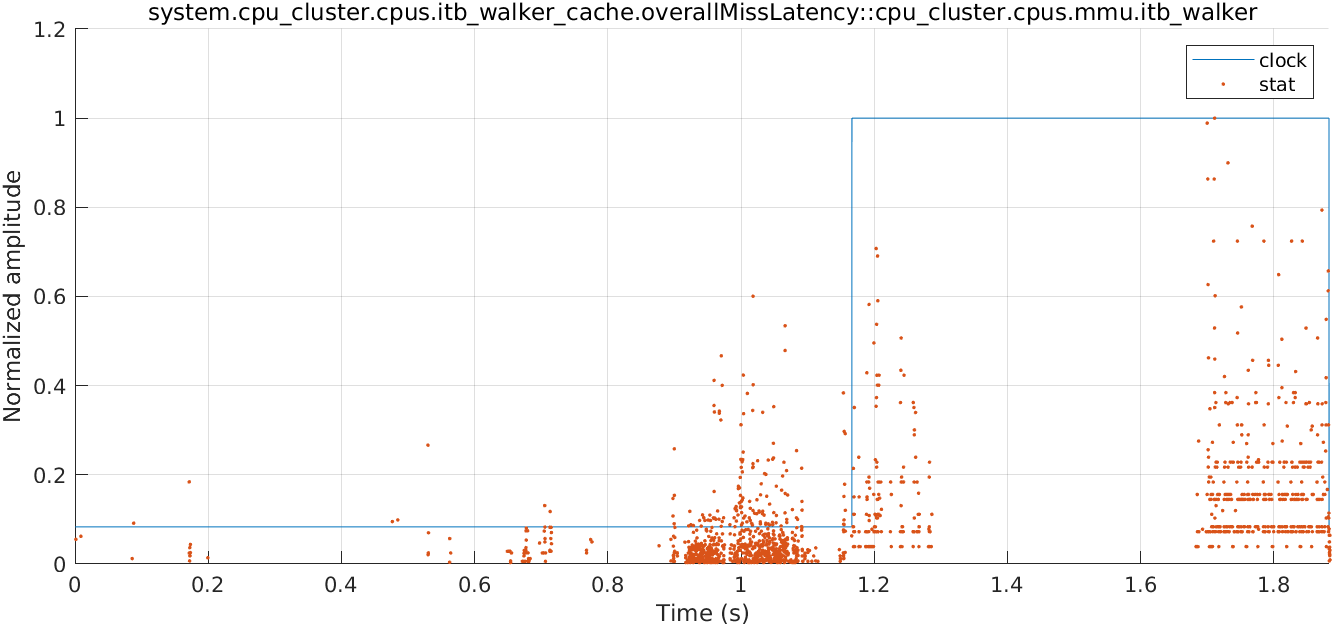 system.cpu_cluster.cpus.itb_walker_cache.overallMissLatency::cpu_cluster.cpus.mmu.itb_walker
1.2
1
0.8
0.6
0.4
0.2
0
Normalized amplitude
clock
stat
0 0.2 0.4 0.6 0.8 1 1.2 1.4 1.6 1.8
Time (s)